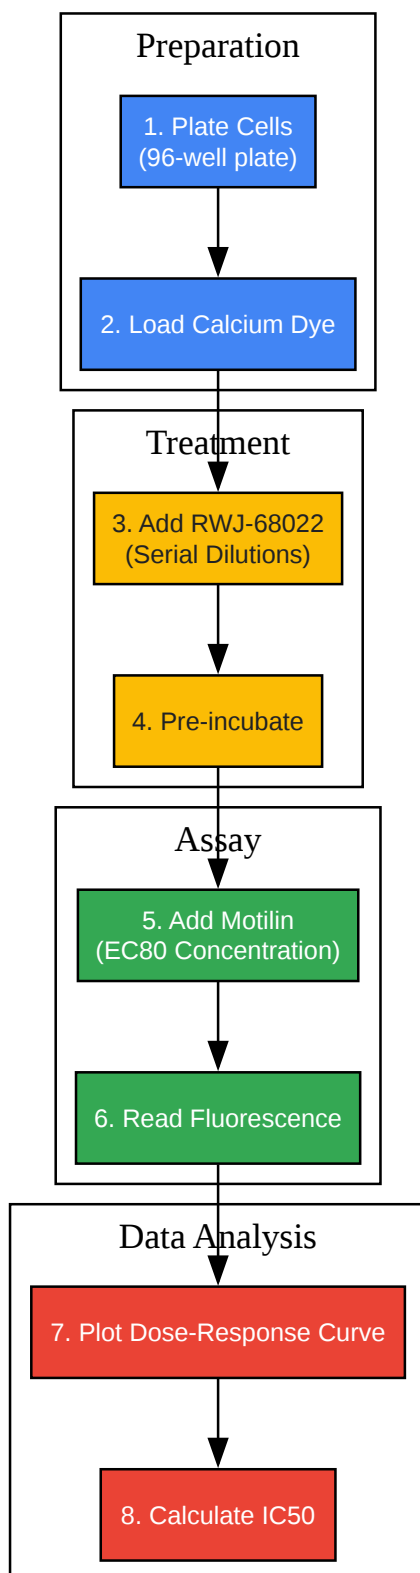 Preparation
1. Plate Cells
(96-well plate)
2. Load Calcium Dye
Treatment
3. Add RWJ-68022
(Serial Dilutions)
4. Pre-incubate
Assay
5. Add Motilin
(EC80 Concentration)
6. Read Fluorescence
Data Analysis
7. Plot Dose-Response Curve
8. Calculate IC50